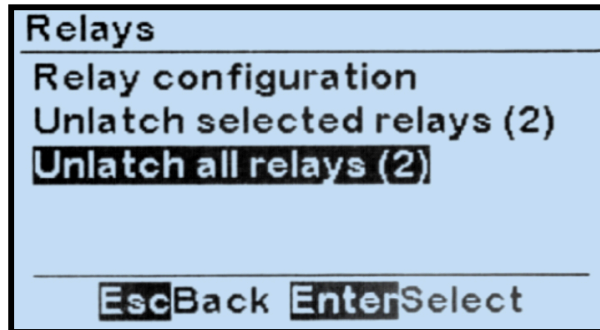 Relays
Relay configuration
Unlatch selected relays (2)
Unlatch all relays (2)
EscBack EnterSelect